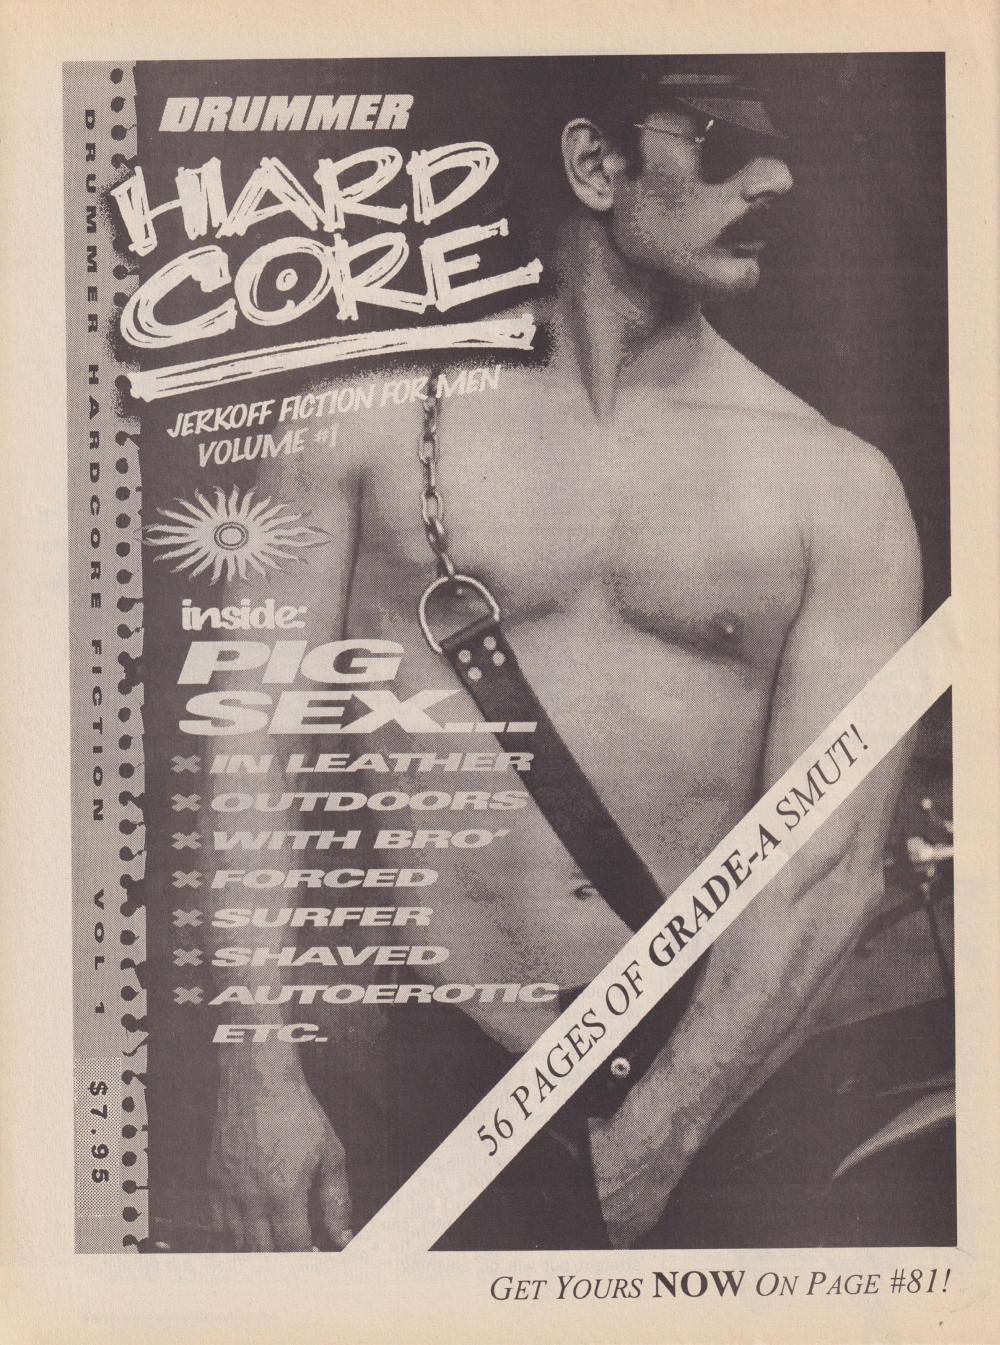 DRUMMER HARDCORE FICTION VOL 1
$7.95
DRUMMER
HARD
CORE
JERKOFF FICTION FOR MEN
VOLUME #1
inside:
PIG
SEX...
× IN LEATHER
× OUTDOORS
× WITH BRO'
× FORCED
× SURFER
× SHAVED
× AUTOEROTIC
ETC.
56 PAGES OF GRADE-A SMUT!
GET YOURS NOW ON PAGE #81!